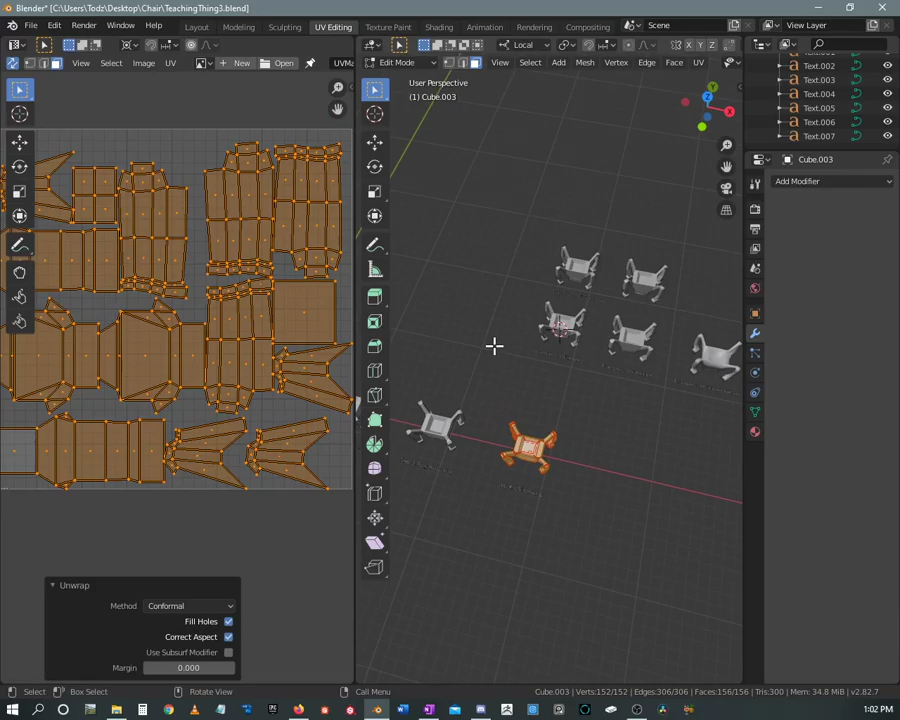 Blender* [C:\Users\Todz\Desktop\Chair\TeachingThing3.blend]
File Edit Render Window Help Layout Modeling Sculpting UV Editing Texture Paint Shading Animation Rendering Compositing Scene View Layer
View Select Image UV New Open UVMa Local
Edit Mode View Select Add Mesh Vertex Edge Face UV
User Perspective
(1) Cube.003
Y
Z
X
Text.002
Text.003
Text.004
Text.005
Text.006
Text.007
Cube.003
Add Modifier
Unwrap
Method Conformal
Fill Holes
Correct Aspect
Use Subsurf Modifier
Margin 0.000
Select Box Select Rotate View Call Menu Cube.003 | Verts:152/152 | Edges:306/306 | Faces:156/156 | Tris:300 | Mem: 34.8 MiB | v2.82.7
1:02 PM